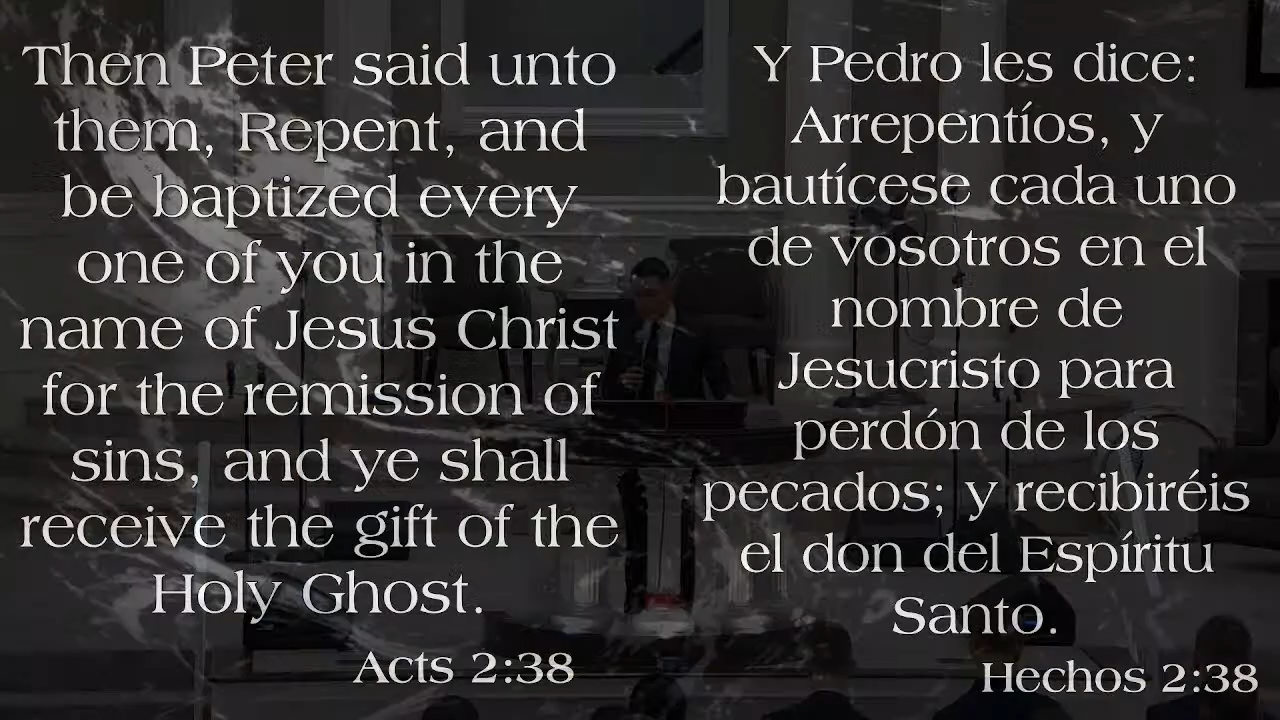 Then Peter said unto
them, Repent, and
be baptized every
one of you in the
name of Jesus Christ
for the remission of
sins, and ye shall
receive the gift of the
Holy Ghost.
Acts 2:38
Y Pedro les dice:
Arrepentíos, y
bautícese cada uno
de vosotros en el
nombre de
Jesucristo para
perdón de los
pecados; y recibiréis
el don del Espíritu
Santo.
Hechos 2:38